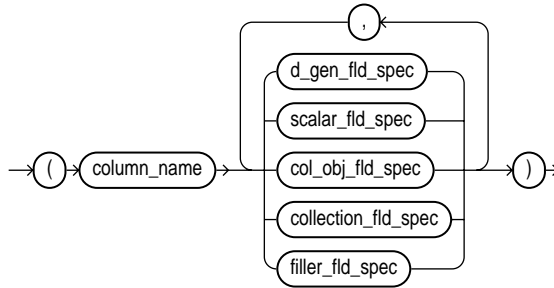 ,
d_gen_fld_spec
scalar_fld_spec
( column_name col_obj_fld_spec )
collection_fld_spec
filler_fld_spec